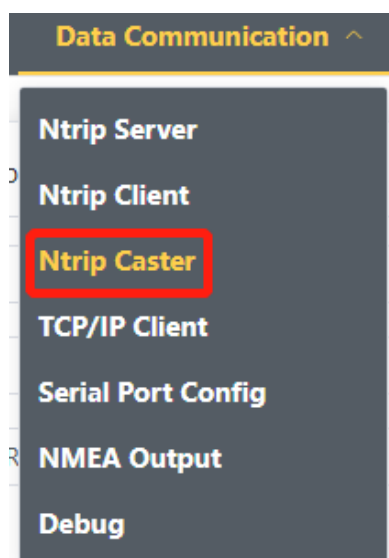 Data Communication
Ntrip Server
Ntrip Client
Ntrip Caster
TCP/IP Client
Serial Port Config
NMEA Output
Debug